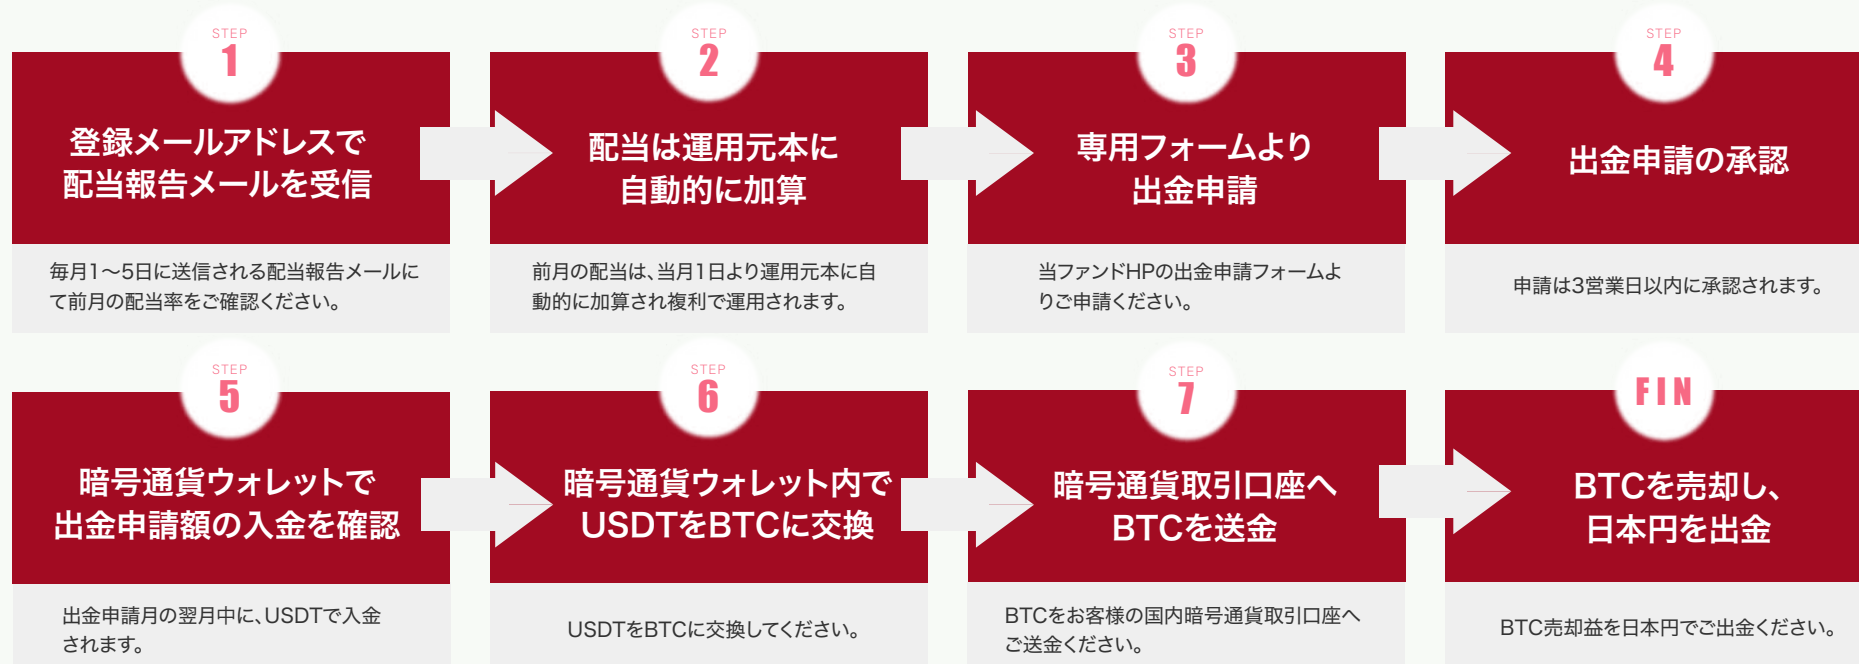 STEP
1
登録メールアドレスで
配当報告メールを受信
毎月1〜5日に送信される配当報告メールに
て前月の配当率をご確認ください。
STEP
2
配当は運用元本に
自動的に加算
前月の配当は、当月1日より運用元本に自
動的に加算され複利で運用されます。
STEP
3
専用フォームより
出金申請
当ファンドHPの出金申請フォームよ
りご申請ください。
STEP
4
出金申請の承認
申請は3営業日以内に承認されます。
STEP
5
暗号通貨ウォレットで
出金申請額の入金を確認
出金申請月の翌月中に、USDTで入金
されます。
STEP
6
暗号通貨ウォレット内で
USDTをBTCに交換
USDTをBTCに交換してください。
STEP
7
暗号通貨取引口座へ
BTCを送金
BTCをお客様の国内暗号通貨取引口座へ
ご送金ください。
FIN
BTCを売却し、
日本円を出金
BTC売却益を日本円でご出金ください。